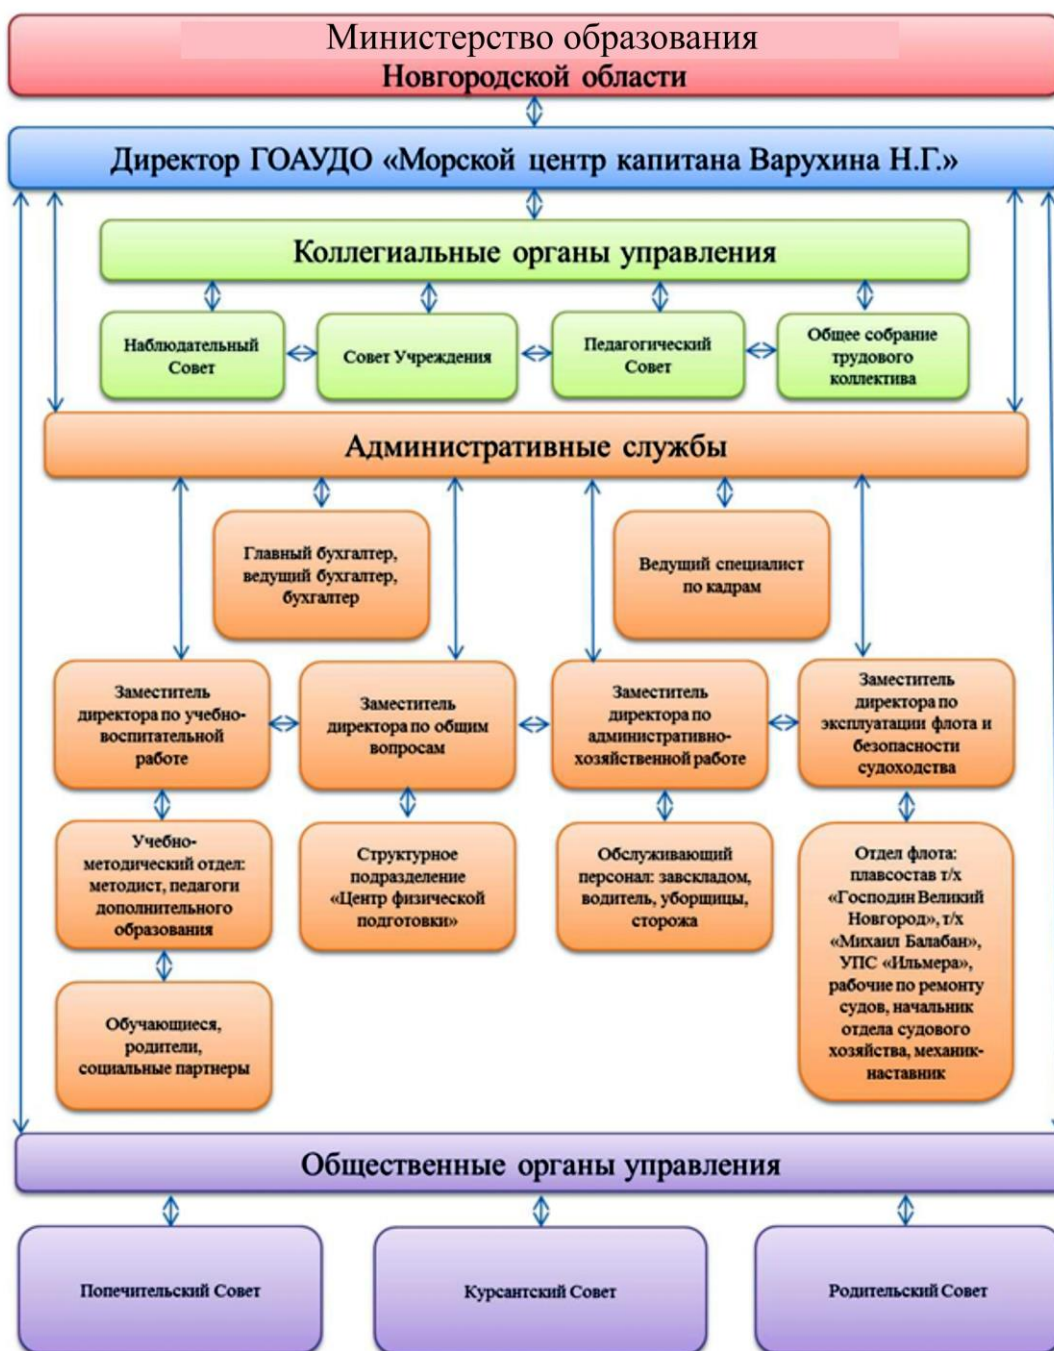 Министерство образования
Новгородской области
Директор ГОАУДО «Морской центр капитана Варухина Н.Г.»
Коллегиальные органы управления
Наблюдательный
Совет
Совет Учреждения
Педагогический
Совет
Общее собрание
трудового
коллектива
Административные службы
Главный бухгалтер,
ведущий бухгалтер,
бухгалтер
Ведущий специалист
по кадрам
Заместитель
директора по учебно-
воспитательной
работе
Заместитель
директора по общим
вопросам
Заместитель
директора по
административно-
хозяйственной работе
Заместитель
директора по
эксплуатации флота и
безопасности
судоходства
Учебно-
методический отдел:
методист, педагоги
дополнительного
образования
Структурное
подразделение
«Центр физической
подготовки»
Обслуживающий
персонал: завскладом,
водитель, уборщицы,
сторожа
Отдел флота:
плавсостав т/х
«Господин Великий
Новгород», т/х
«Михаил Балабан»,
УПС «Ильмера»,
рабочие по ремонту
судов, начальник
отдела судового
хозяйства, механик-
наставник
Обучающиеся,
родители,
социальные партнеры
Общественные органы управления
Попечительский Совет
Курсантский Совет
Родительский Совет